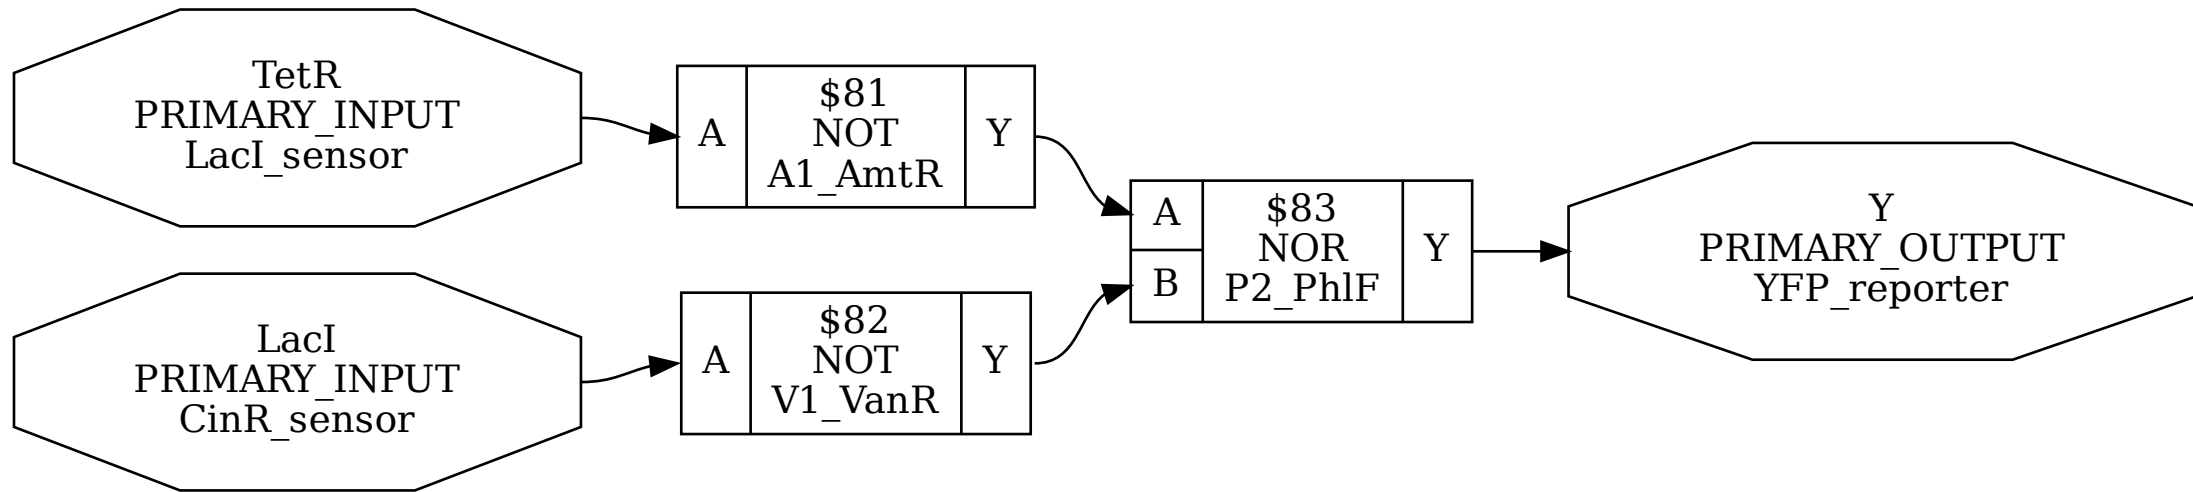 TetR
PRIMARY_INPUT
LacI_sensor
A
$81
NOT
A1_AmtR
Y
LacI
PRIMARY_INPUT
CinR_sensor
A
$82
NOT
V1_VanR
Y
A
B
$83
NOR
P2_PhlF
Y
Y
PRIMARY_OUTPUT
YFP_reporter